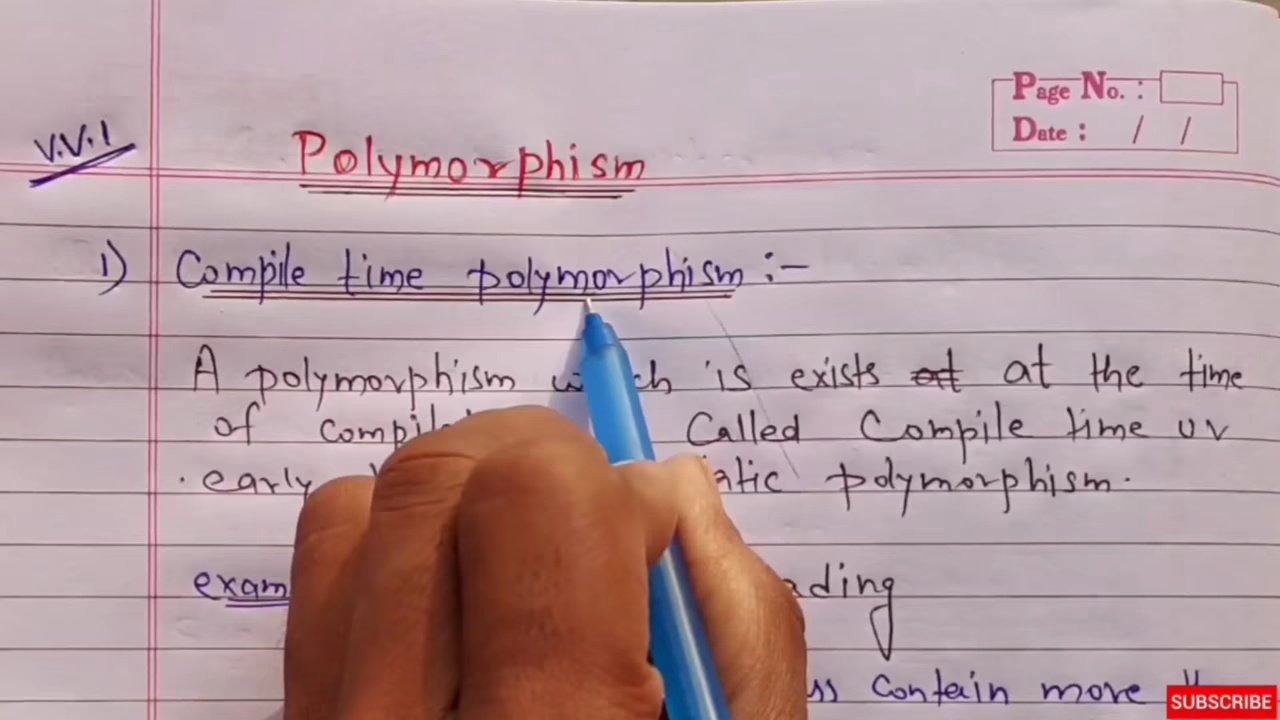 Page No. :
Date : / /
V.V.I
Polymorphism
1) Compile time polymorphism :-
A polymorphism is exists at at the time
of Called Compile time or
early polymorphism.
ading
contain more
SUBSCRIBE